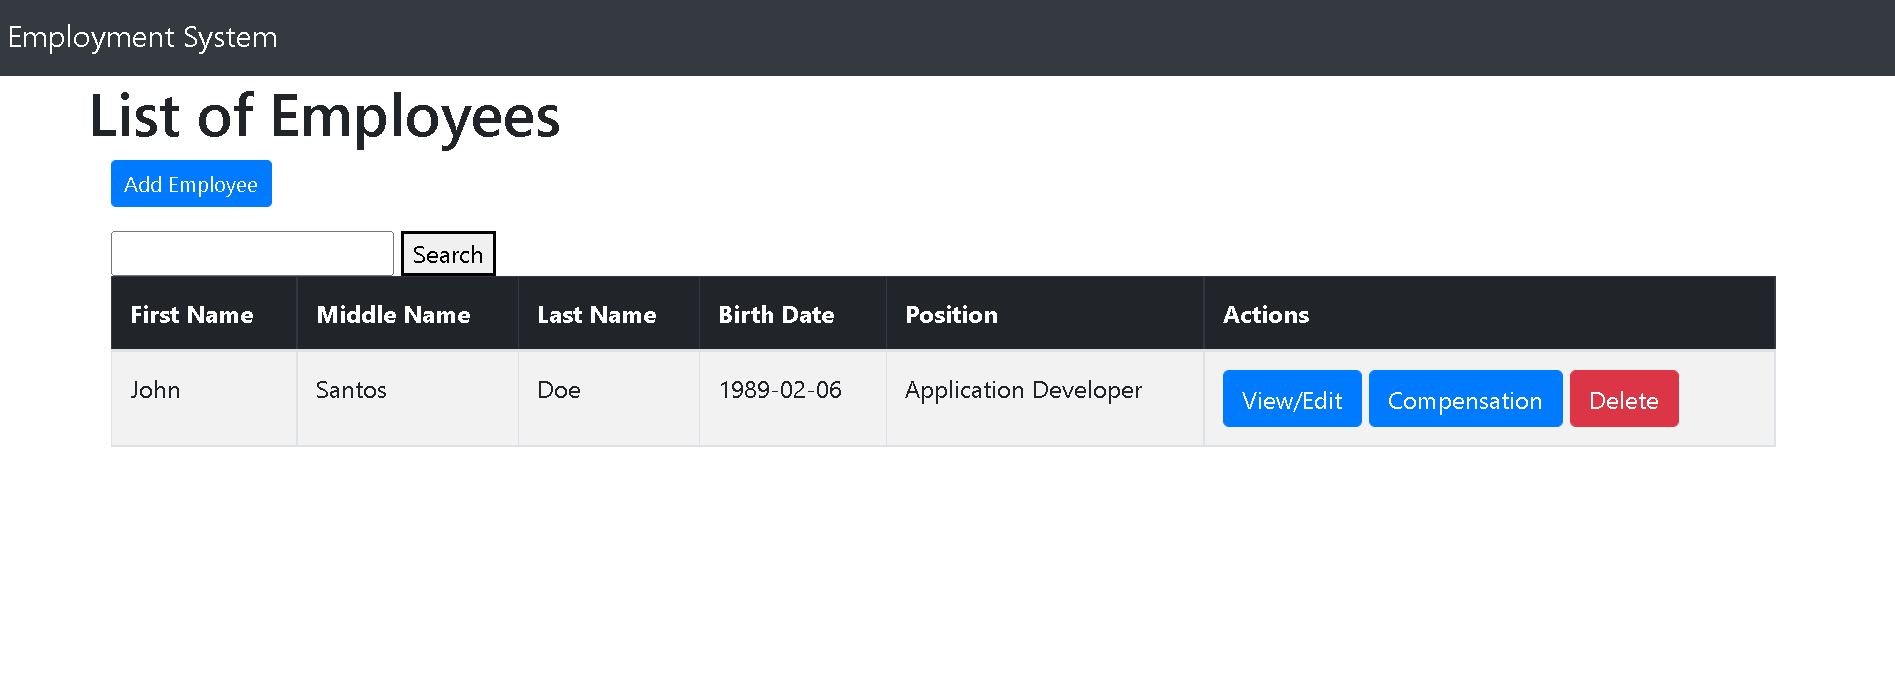 Employment System
List of Employees
Add Employee
Search
First Name Middle Name Last Name Birth Date Position Actions
John Santos Doe 1989-02-06 Application Developer View/Edit Compensation Delete